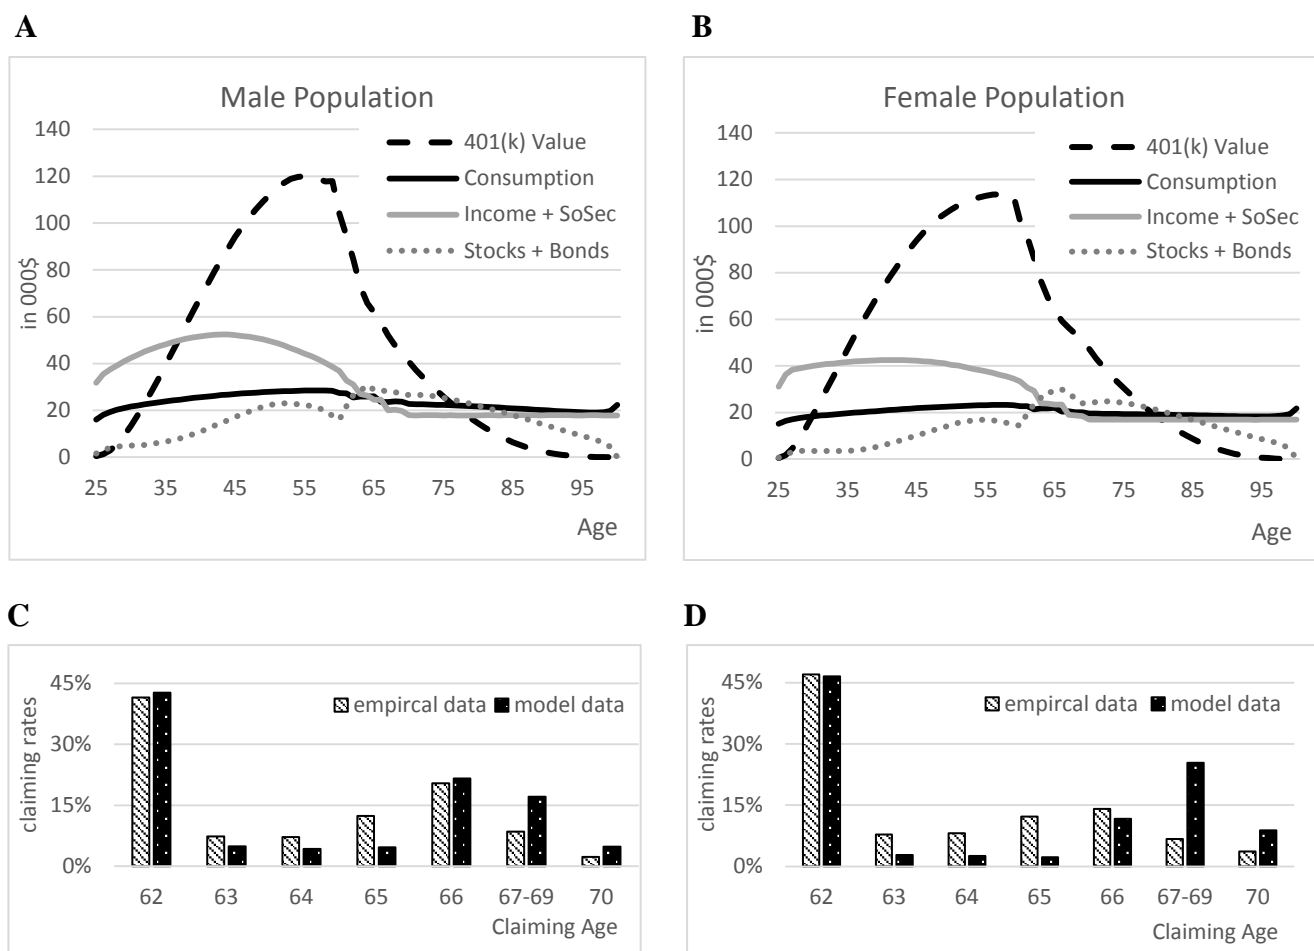 A
B
Male Population
140
120
100
80
60
40
20
0
in 000$
401(k) Value
Consumption
Income + SoSec
Stocks + Bonds
25 35 45 55 65 75 85 95
Age
Female Population
140
120
100
80
60
40
20
0
in 000$
401(k) Value
Consumption
Income + SoSec
Stocks + Bonds
25 35 45 55 65 75 85 95
Age
C
D
45%
30%
15%
0%
claiming rates
empircal data model data
62 63 64 65 66 67-69 70
Claiming Age
45%
30%
15%
0%
claiming rates
empircal data model data
62 63 64 65 66 67-69 70
Claiming Age